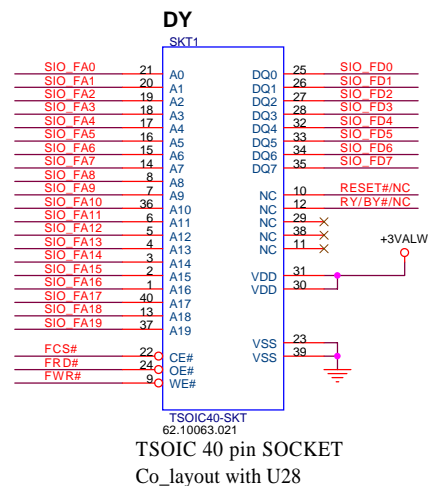 DY
SKT1
SIO_FA0 21 A0 DQ0 25 SIO_FD0
SIO_FA1 20 A1 DQ1 26 SIO_FD1
SIO_FA2 19 A2 DQ2 27 SIO_FD2
SIO_FA3 18 A3 DQ3 28 SIO_FD3
SIO_FA4 17 A4 DQ4 32 SIO_FD4
SIO_FA5 16 A5 DQ5 33 SIO_FD5
SIO_FA6 15 A6 DQ6 34 SIO_FD6
SIO_FA7 14 A7 DQ7 35 SIO_FD7
SIO_FA8 8 A8
SIO_FA9 7 A9 NC 10 RESET#/NC
SIO_FA10 36 A10 NC 12 RY/BY#/NC
SIO_FA11 6 A11 NC 29
SIO_FA12 5 A12 NC 38
SIO_FA13 4 A13 NC 11
+3VALW
SIO_FA14 3 A14
SIO_FA15 2 A15 VDD 31
SIO_FA16 1 A16 VDD 30
SIO_FA17 40 A17
SIO_FA18 13 A18
SIO_FA19 37 A19 VSS 23
FCS# 22 CE# VSS 39
FRD# 24 OE#
FWR# 9 WE#
TSOIC40-SKT
62.10063.021
TSOIC 40 pin SOCKET
Co_layout with U28